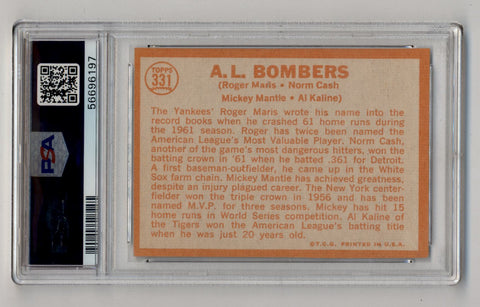 56696197
PSA
TOPPS
331
A.L. BOMBERS
(Roger Maris • Norm Cash
Mickey Mantle • Al Kaline)
The Yankees' Roger Maris wrote his name into the
record books when he crashed 61 home runs during
the 1961 season. Roger has twice been named the
American League's Most Valuable Player. Norm Cash,
another of the game's most dangerous hitters, won the
batting crown in '61 when he batted .361 for Detroit.
A first baseman-outfielder, he came up in the White
Sox farm chain. Mickey Mantle has achieved greatness,
despite an injury plagued career. The New York center-
fielder won the triple crown in 1956 and has been
named M.V.P. for three seasons. Mickey has hit 15
home runs in World Series competition. Al Kaline of
the Tigers won the American League's batting title
when he was just 20 years old.
©T.C.G. PRINTED IN U.S.A.